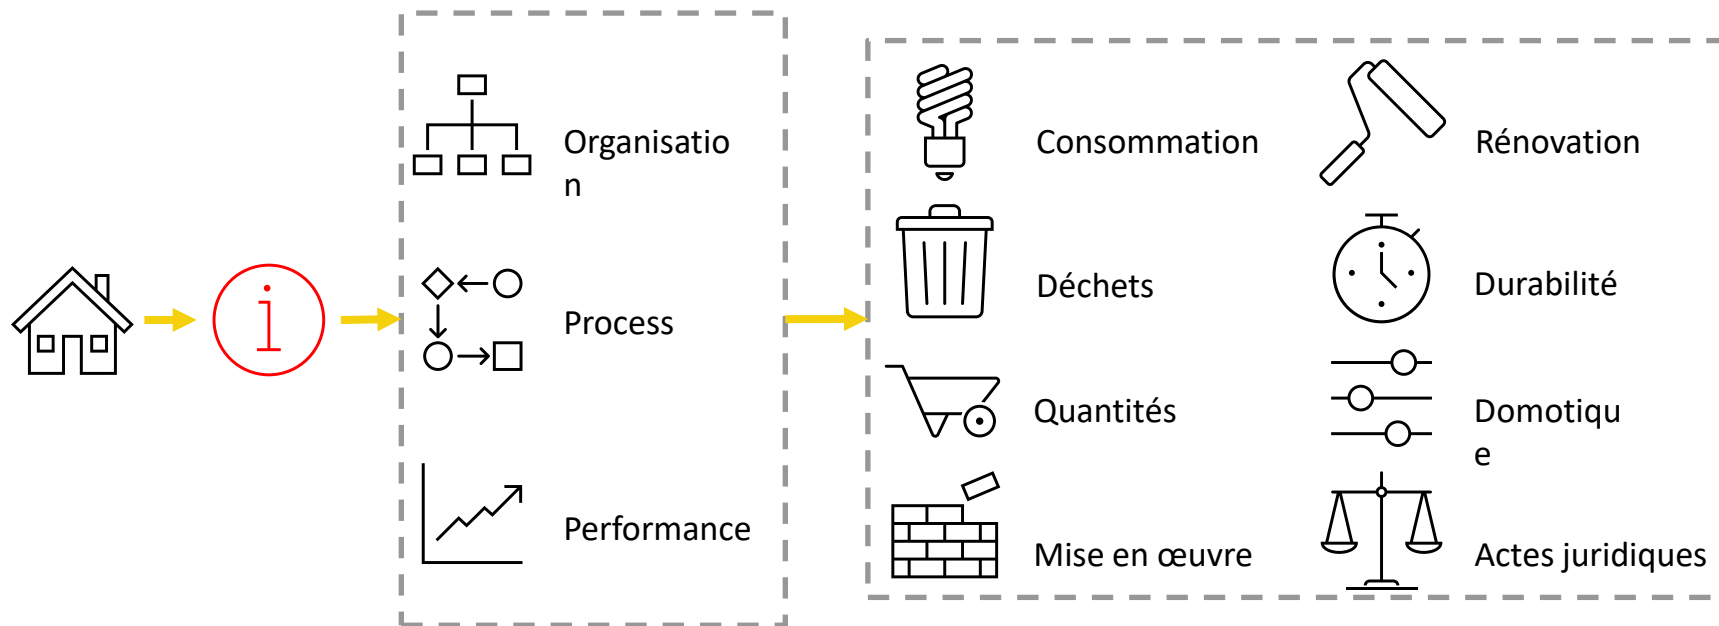 Organisatio
n
Process
Performance
Consommation
Rénovation
Déchets
Durabilité
Quantités
Domotiqu
e
Mise en œuvre
Actes juridiques